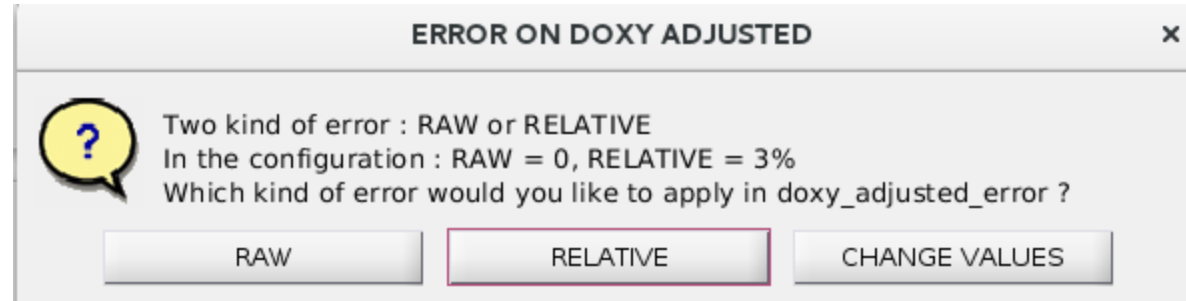 ERROR ON DOXY ADJUSTED
×
?
Two kind of error : RAW or RELATIVE
In the configuration : RAW = 0, RELATIVE = 3%
Which kind of error would you like to apply in doxy_adjusted_error ?
RAW
RELATIVE
CHANGE VALUES